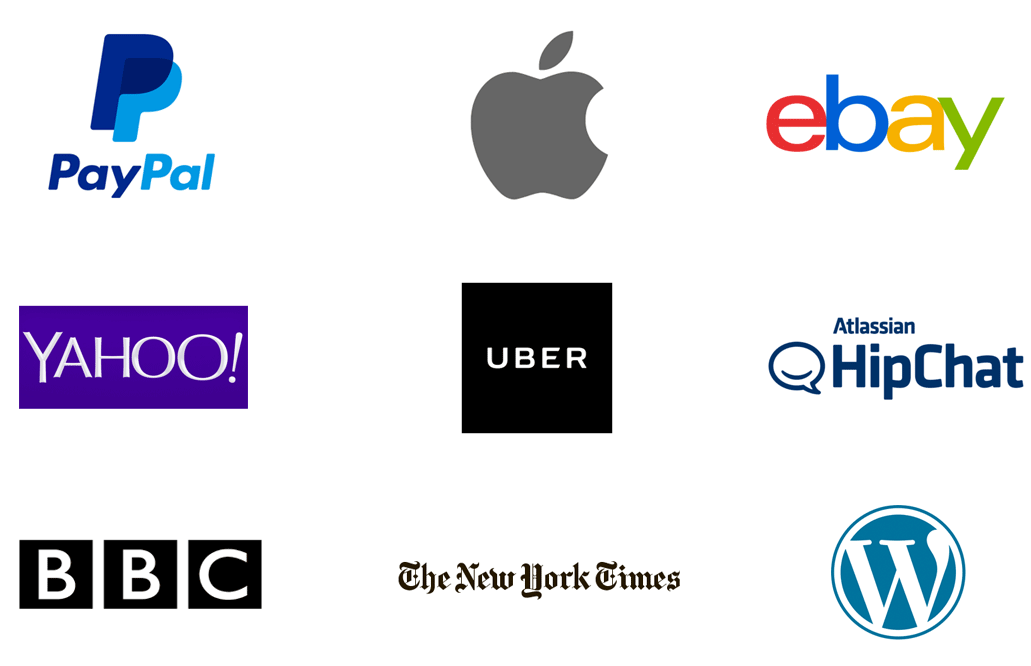 PayPal
ebay
YAHOO!
UBER
Atlassian
HipChat
BBC
The New York Times
W